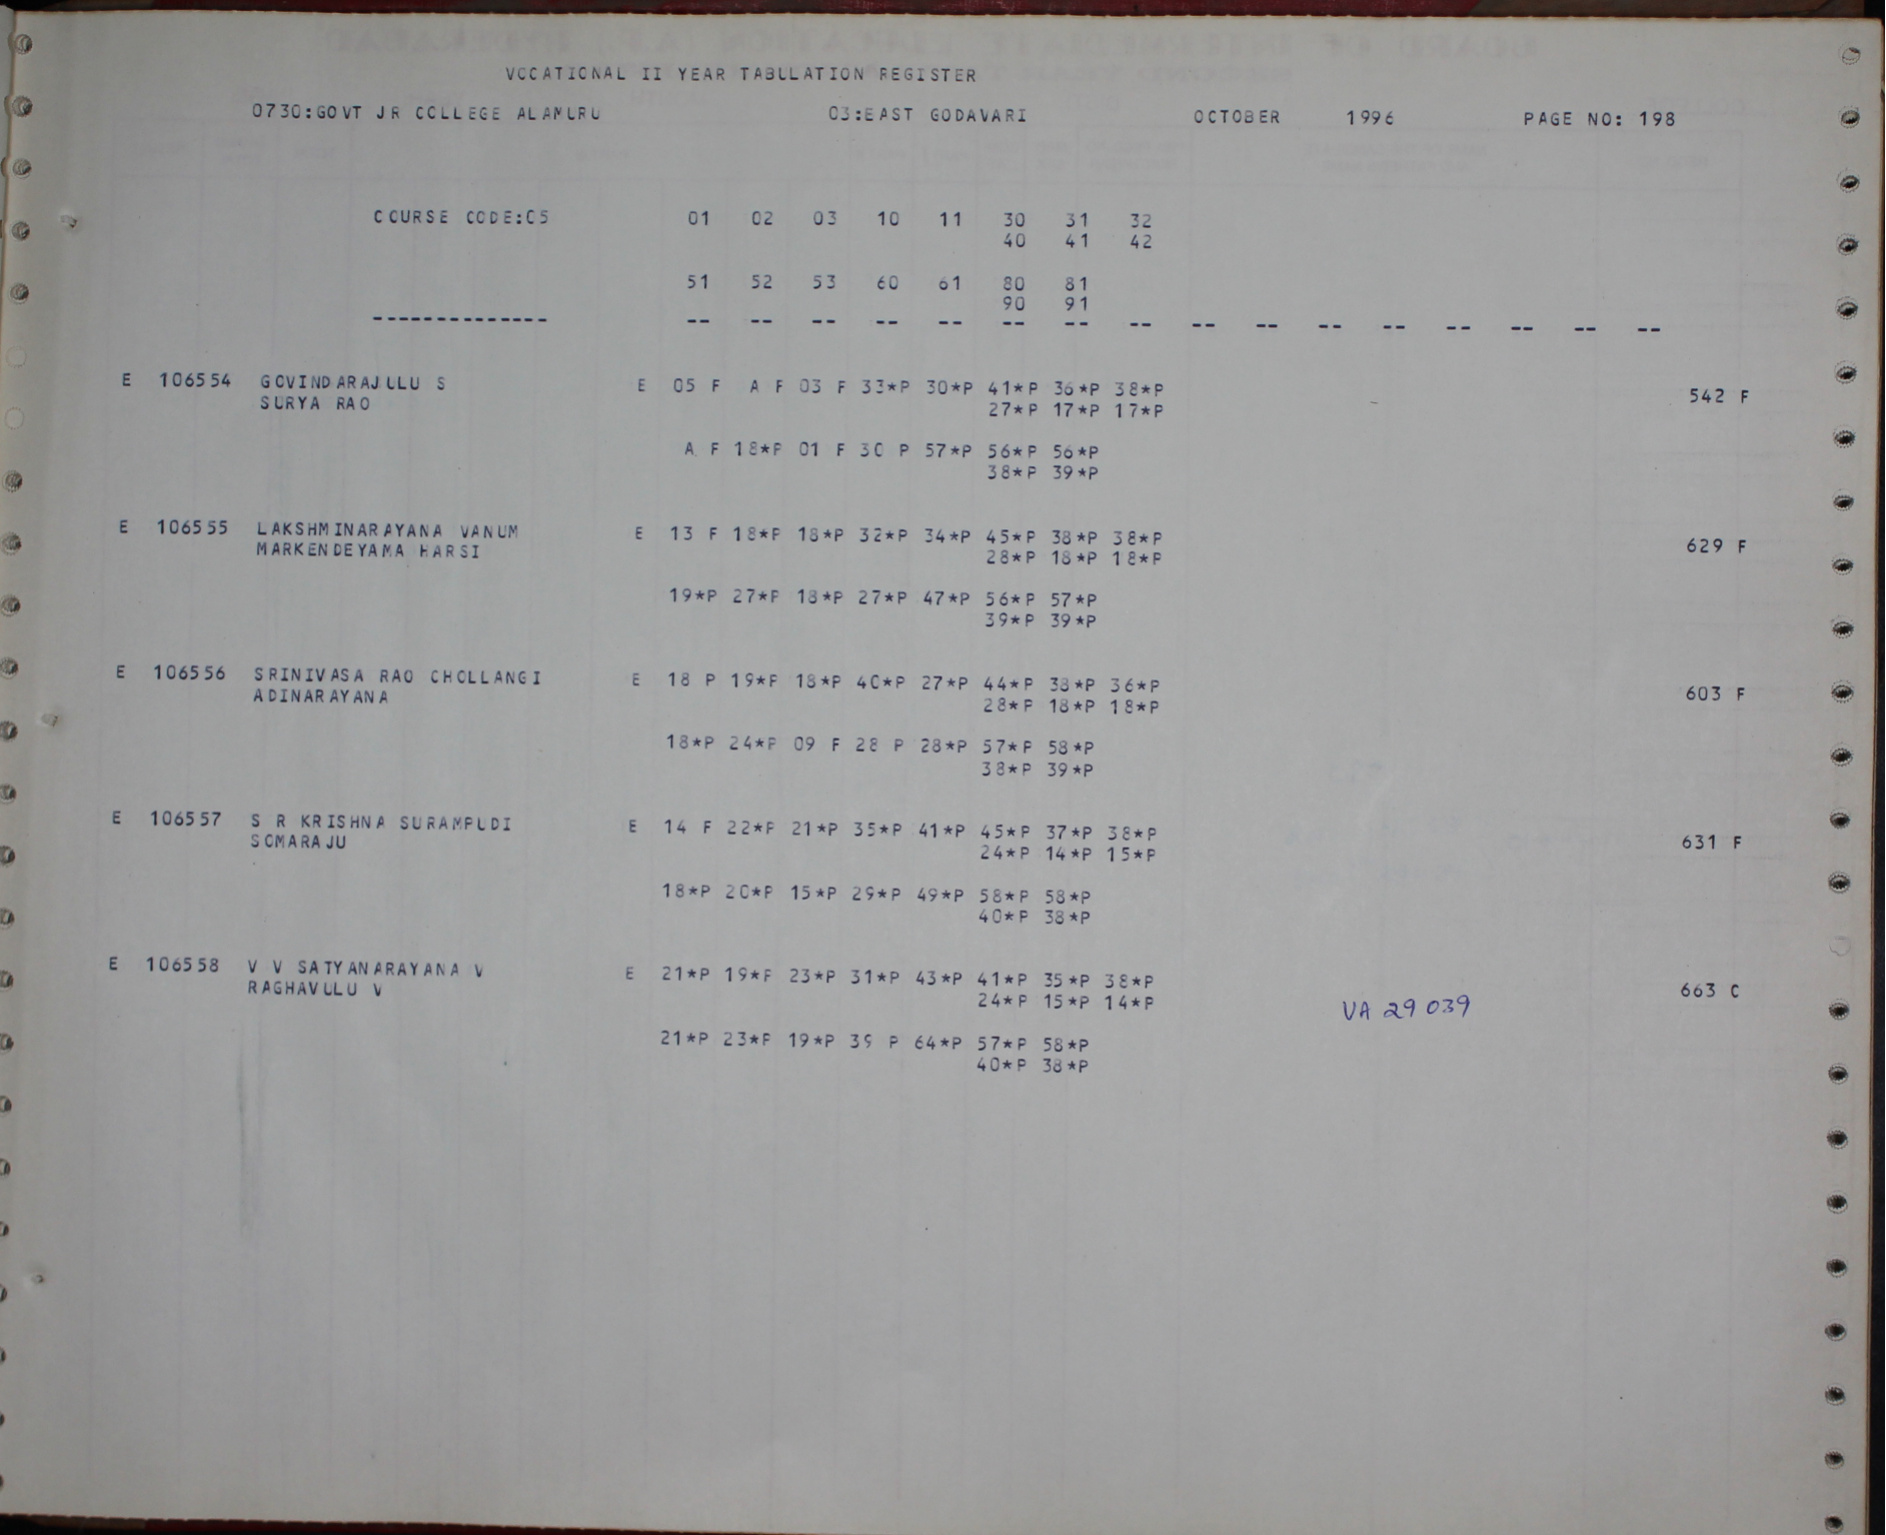 VOCATIONAL II YEAR TABULATION REGISTER
0730:GOVT JR COLLEGE ALAMURU 03:EAST GODAVARI OCTOBER 1996 PAGE NO: 198
COURSE CODE:05 01 02 03 10 11 30 31 32
40 41 42
51 52 53 60 61 80 81
90 91
-------------- -- -- -- -- -- -- -- -- -- -- -- -- -- -- -- --
E 106554 GOVINDARAJULU S E 05 F A F 03 F 33*P 30*P 41*P 36*P 38*P 542 F
SURYA RAO 27*P 17*P 17*P
A F 18*P 01 F 30 P 57*P 56*P 56*P
38*P 39*P
E 106555 LAKSHMINARAYANA VANUM E 13 F 18*P 18*P 32*P 34*P 45*P 38*P 38*P 629 F
MARKENDEYAMA HARSI 28*P 18*P 18*P
19*P 27*P 18*P 27*P 47*P 56*P 57*P
39*P 39*P
E 106556 SRINIVASA RAO CHOLLANGI E 18 P 19*P 18*P 40*P 27*P 44*P 38*P 36*P 603 F
ADINARAYANA 28*P 18*P 18*P
18*P 24*P 09 F 28 P 28*P 57*P 58*P
38*P 39*P
E 106557 S R KRISHNA SURAMPUDI E 14 F 22*P 21*P 35*P 41*P 45*P 37*P 38*P 631 F
SOMARAJU 24*P 14*P 15*P
18*P 20*P 15*P 29*P 49*P 58*P 58*P
40*P 38*P
E 106558 V V SATYANARAYANA V E 21*P 19*P 23*P 31*P 43*P 41*P 35*P 38*P 663 C
RAGHAVULU V 24*P 15*P 14*P VA 29039
21*P 23*P 19*P 39 P 64*P 57*P 58*P
40*P 38*P